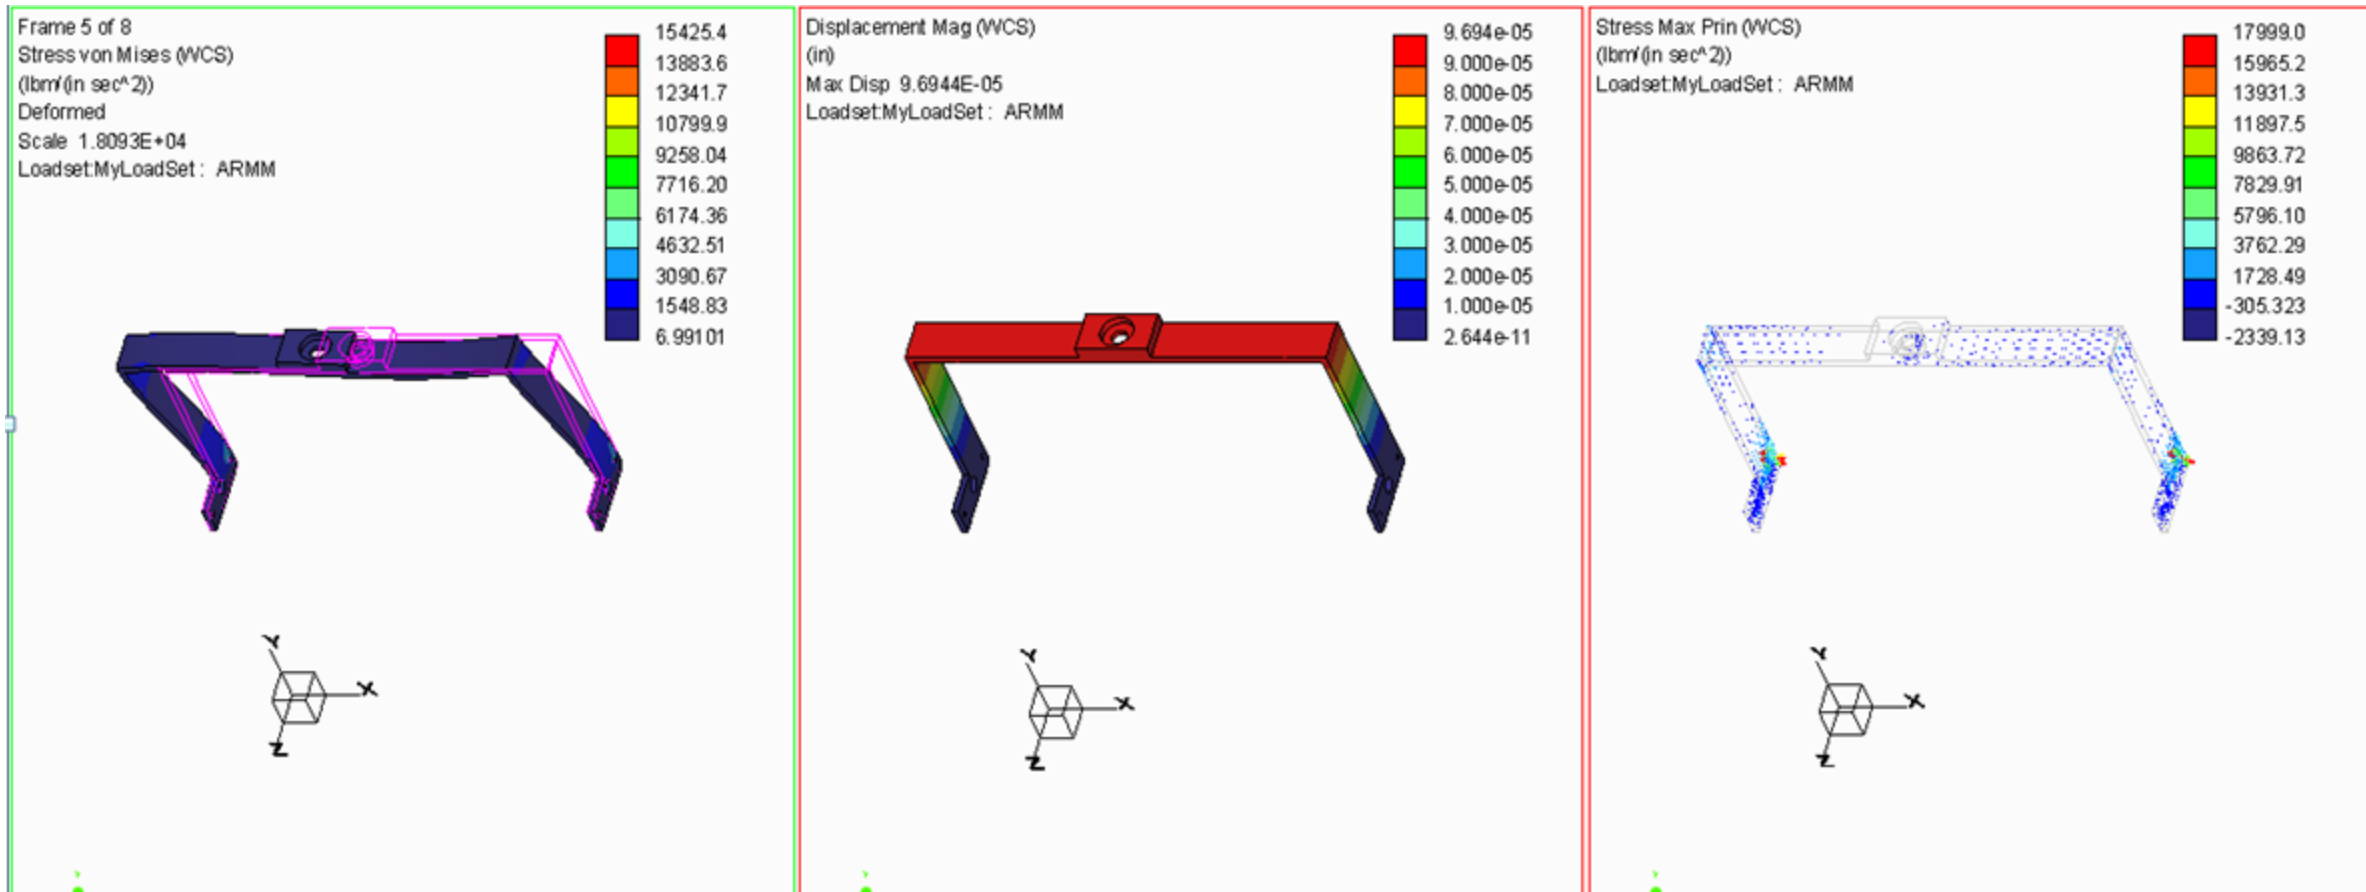 Frame 5 of 8
Stress von Mises (WCS)
(lbm/(in sec^2))
Deformed
Scale 1.8093E+04
Loadset:MyLoadSet : ARMM
15425.4
13883.6
12341.7
10799.9
9258.04
7716.20
6174.36
4632.51
3090.67
1548.83
6.99101
Y
X
Z
Displacement Mag (WCS)
(in)
Max Disp 9.6944E-05
Loadset:MyLoadSet : ARMM
9.694e-05
9.000e-05
8.000e-05
7.000e-05
6.000e-05
5.000e-05
4.000e-05
3.000e-05
2.000e-05
1.000e-05
2.644e-11
Y
X
Z
Stress Max Prin (WCS)
(lbm/(in sec^2))
Loadset:MyLoadSet : ARMM
17999.0
15965.2
13931.3
11897.5
9863.72
7829.91
5796.10
3762.29
1728.49
-305.323
-2339.13
Y
X
Z